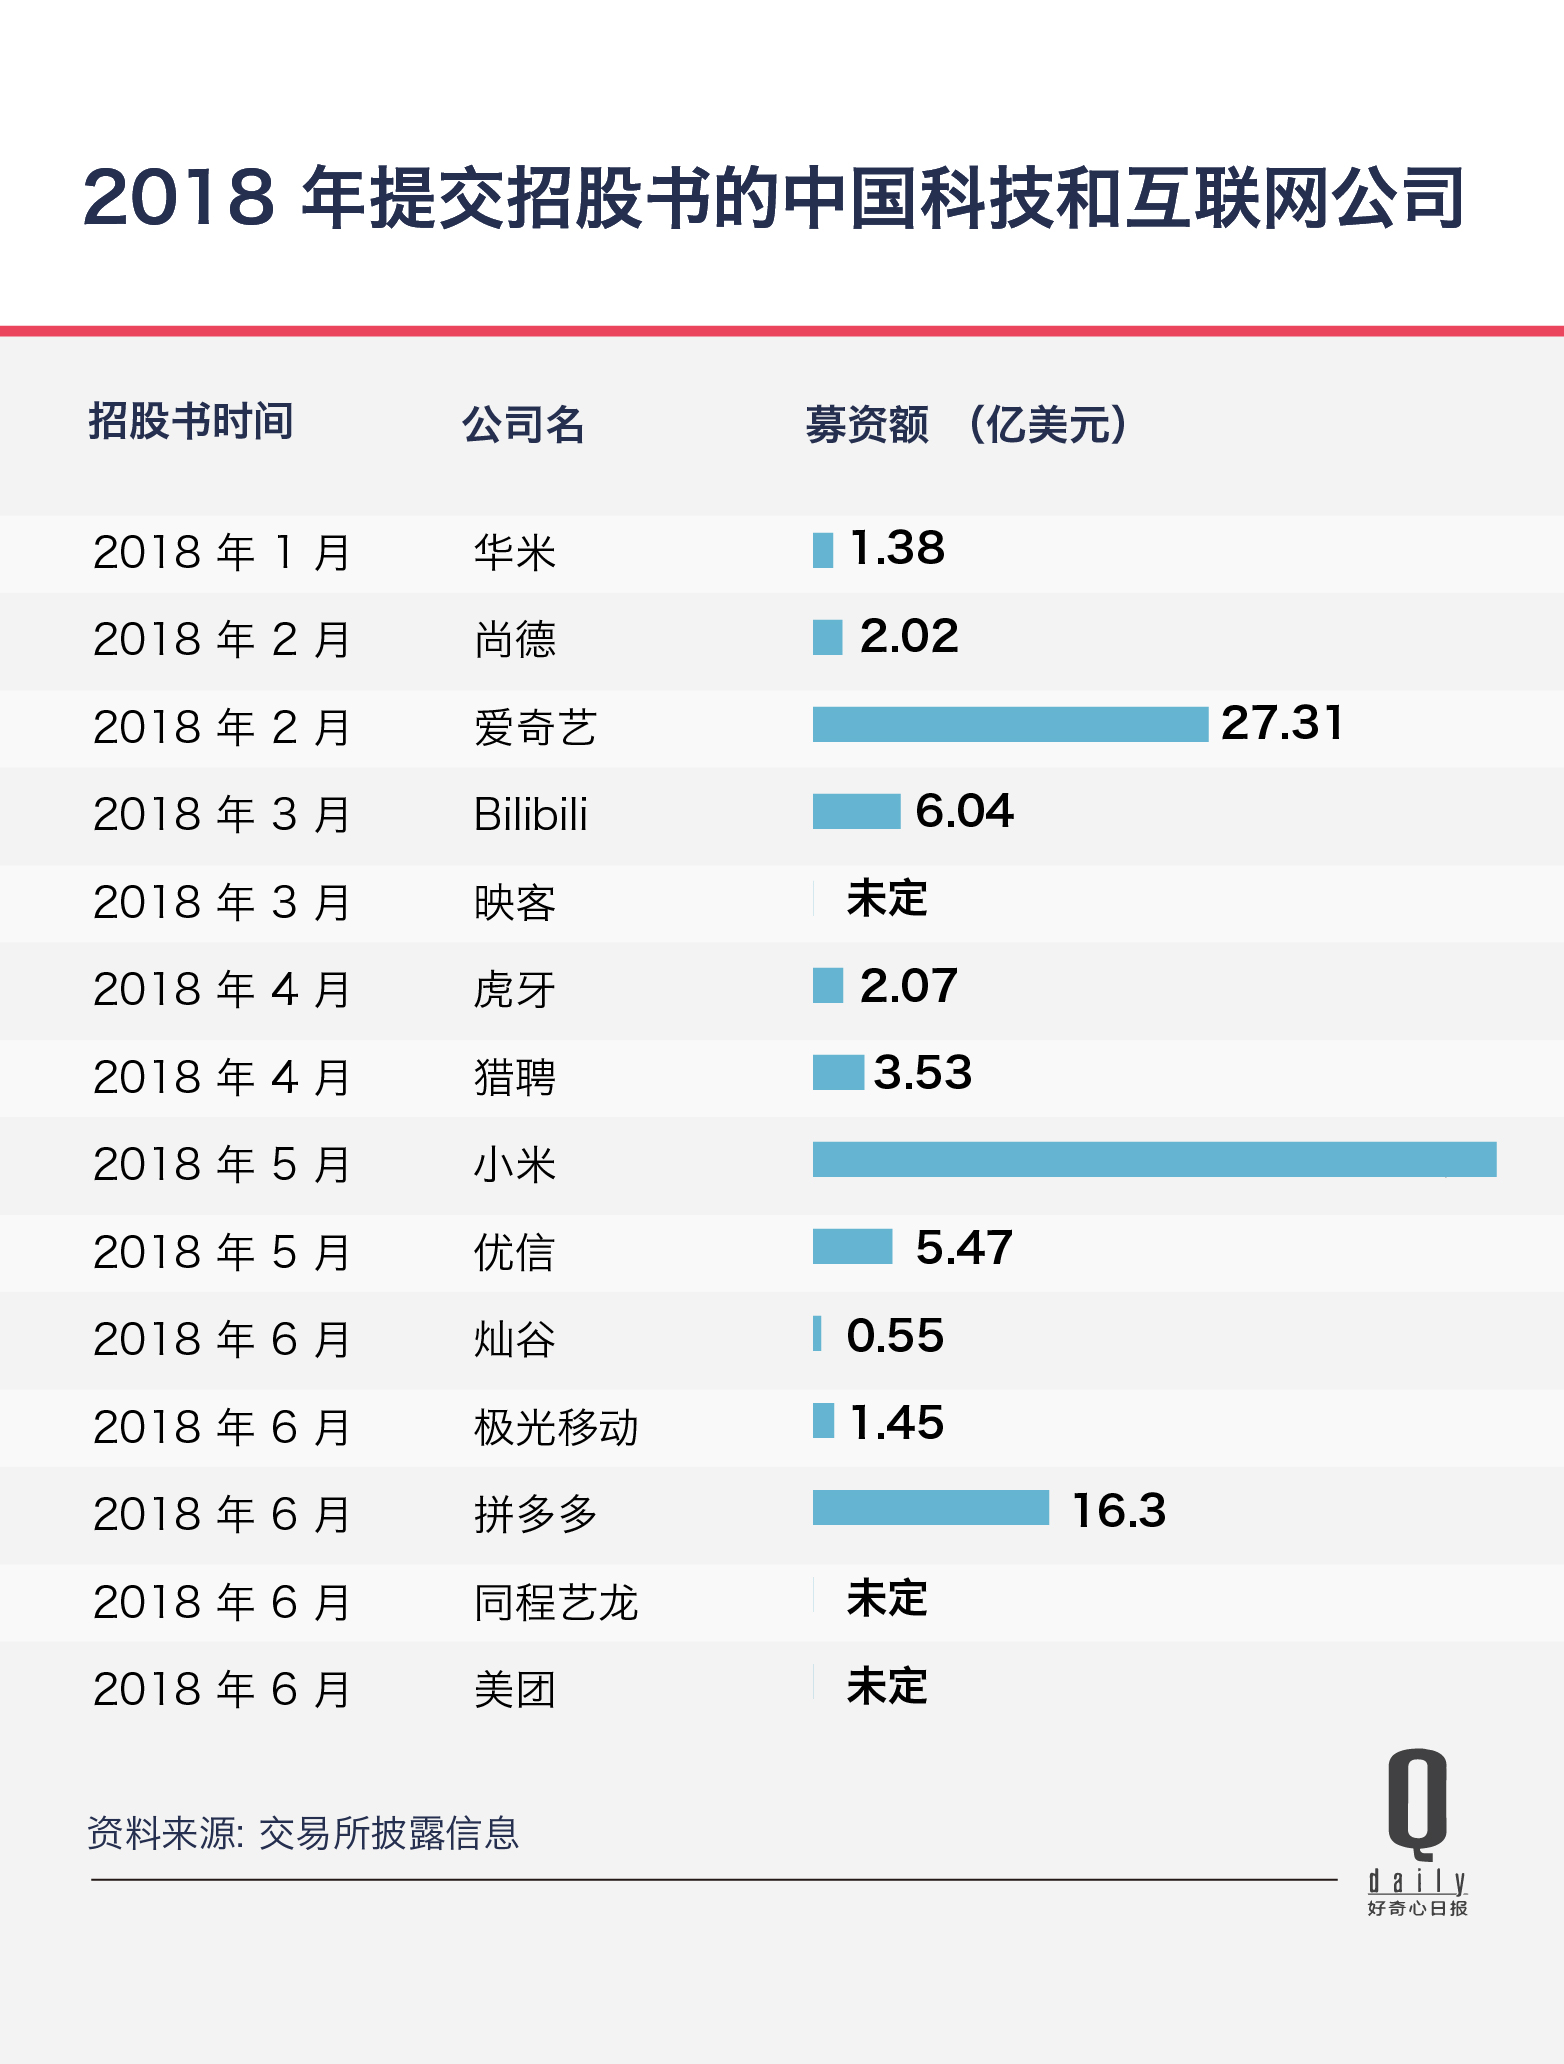 2018 年提交招股书的中国科技和互联网公司
招股书时间 公司名 募资额 （亿美元）
2018 年 1 月 华米 1.38
2018 年 2 月 尚德 2.02
2018 年 2 月 爱奇艺 27.31
2018 年 3 月 Bilibili 6.04
2018 年 3 月 映客 未定
2018 年 4 月 虎牙 2.07
2018 年 4 月 猎聘 3.53
2018 年 5 月 小米
2018 年 5 月 优信 5.47
2018 年 6 月 灿谷 0.55
2018 年 6 月 极光移动 1.45
2018 年 6 月 拼多多 16.3
2018 年 6 月 同程艺龙 未定
2018 年 6 月 美团 未定
资料来源: 交易所披露信息
Q
daily
好奇心日报